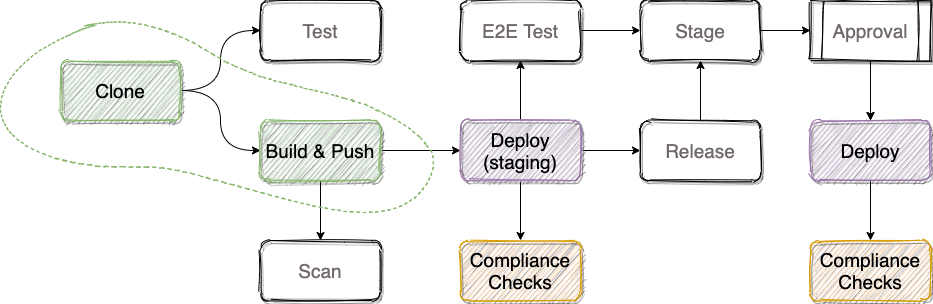 Test
E2E Test
Stage
Approval
Clone
Build & Push
Deploy
(staging)
Release
Deploy
Scan
Compliance
Checks
Compliance
Checks